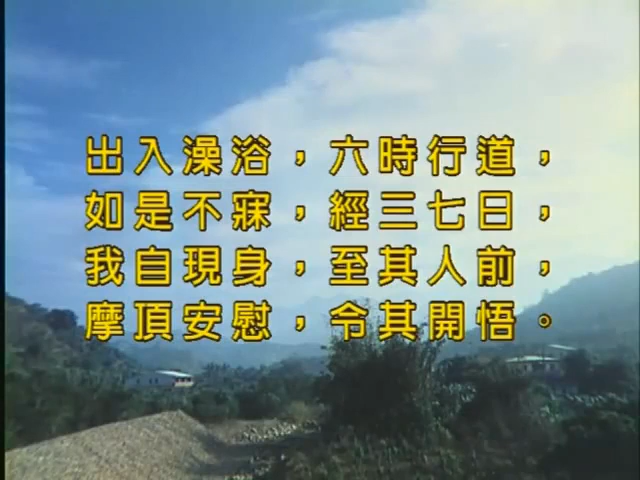 出入澡浴，六時行道，
如是不寐，經三七日，
我自現身，至其人前，
摩頂安慰，令其開悟。